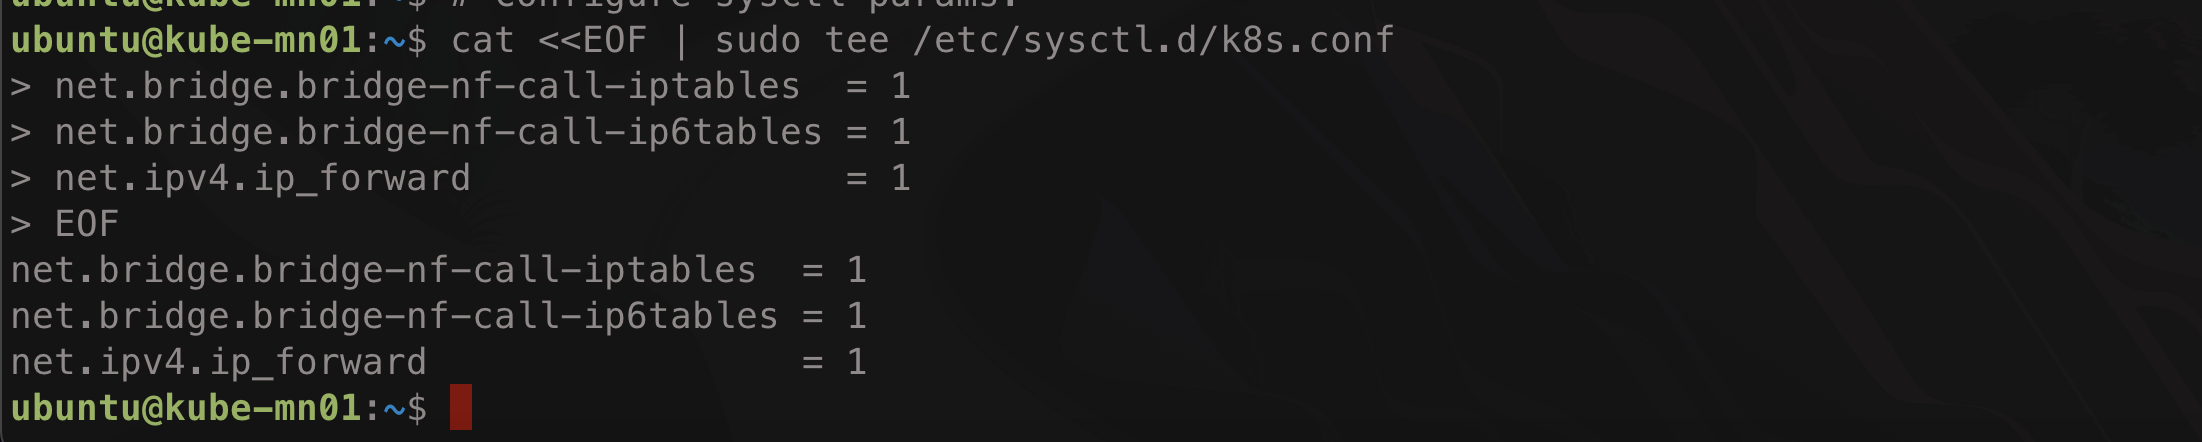 ubuntu@kube-mn01:~$ # Configure sysctl params.
ubuntu@kube-mn01:~$ cat <<EOF | sudo tee /etc/sysctl.d/k8s.conf
> net.bridge.bridge-nf-call-iptables  = 1
> net.bridge.bridge-nf-call-ip6tables = 1
> net.ipv4.ip_forward                 = 1
> EOF
net.bridge.bridge-nf-call-iptables  = 1
net.bridge.bridge-nf-call-ip6tables = 1
net.ipv4.ip_forward                 = 1
ubuntu@kube-mn01:~$